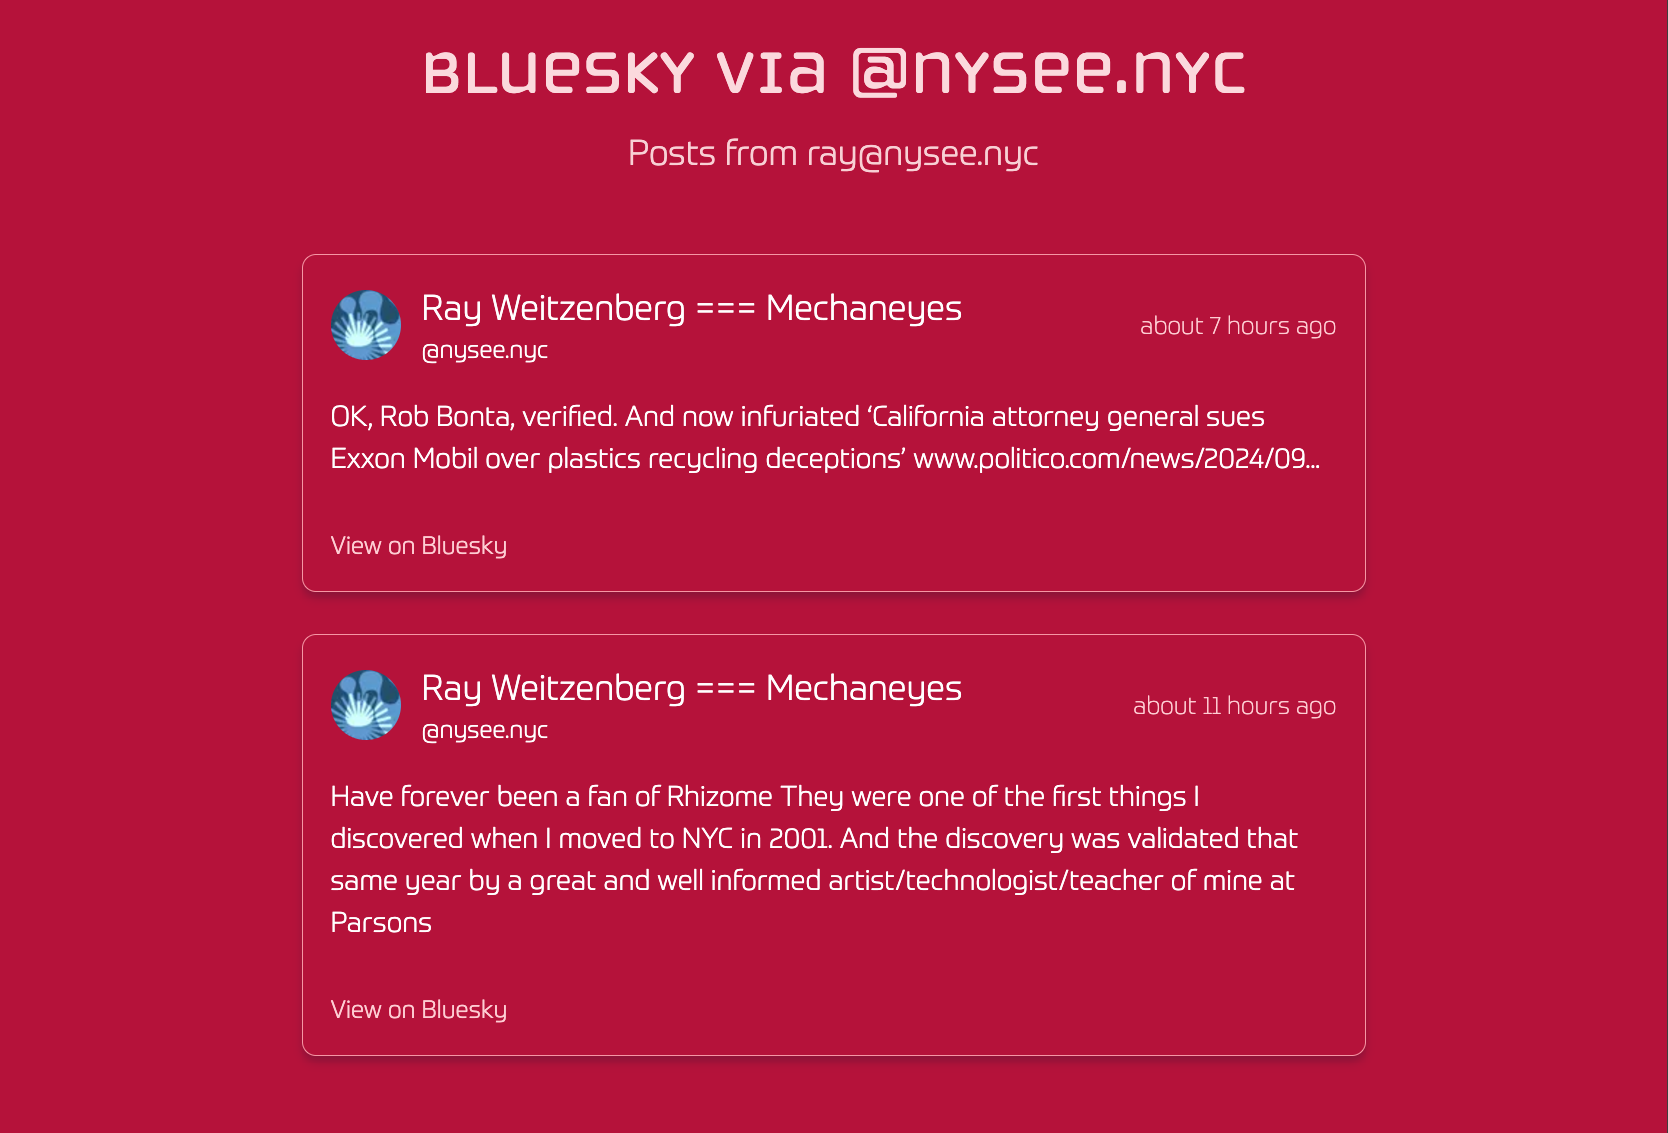 BLUESKY VIA @NYSEE.NYC
Posts from ray@nysee.nyc
Ray Weitzenberg === Mechaneyes
about 7 hours ago
@nysee.nyc
OK, Rob Bonta, verified. And now infuriated ‘California attorney general sues
Exxon Mobil over plastics recycling deceptions’ www.politico.com/news/2024/09...
View on Bluesky
Ray Weitzenberg === Mechaneyes
about 11 hours ago
@nysee.nyc
Have forever been a fan of Rhizome They were one of the first things I
discovered when I moved to NYC in 2001. And the discovery was validated that
same year by a great and well informed artist/technologist/teacher of mine at
Parsons
View on Bluesky